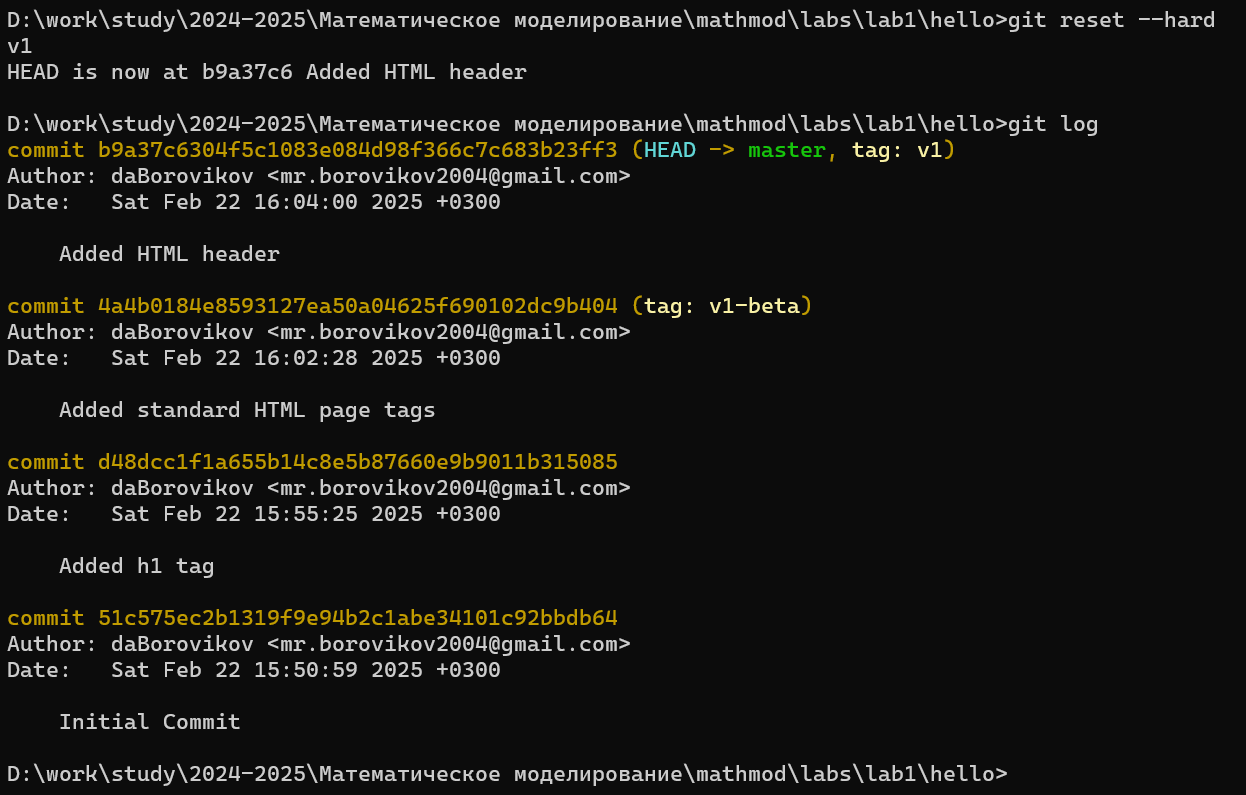 D:\work\study\2024-2025\Математическое моделирование\mathmod\labs\lab1\hello>git reset --hard
v1
HEAD is now at b9a37c6 Added HTML header
D:\work\study\2024-2025\Математическое моделирование\mathmod\labs\lab1\hello>git log
commit b9a37c6304f5c1083e084d98f366c7c683b23ff3 (HEAD -> master, tag: v1)
Author: daBorovikov <mr.borovikov2004@gmail.com>
Date:   Sat Feb 22 16:04:00 2025 +0300
    Added HTML header
commit 4a4b0184e8593127ea50a04625f690102dc9b404 (tag: v1-beta)
Author: daBorovikov <mr.borovikov2004@gmail.com>
Date:   Sat Feb 22 16:02:28 2025 +0300
    Added standard HTML page tags
commit d48dcc1f1a655b14c8e5b87660e9b9011b315085
Author: daBorovikov <mr.borovikov2004@gmail.com>
Date:   Sat Feb 22 15:55:25 2025 +0300
    Added h1 tag
commit 51c575ec2b1319f9e94b2c1abe34101c92bbdb64
Author: daBorovikov <mr.borovikov2004@gmail.com>
Date:   Sat Feb 22 15:50:59 2025 +0300
    Initial Commit
D:\work\study\2024-2025\Математическое моделирование\mathmod\labs\lab1\hello>